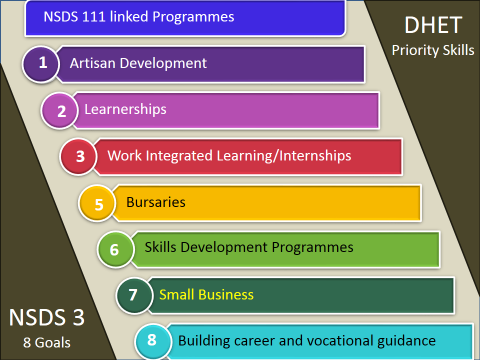 NSDS 111 linked Programmes
DHET
Priority Skills
1 Artisan Development
2 Learnerships
3 Work Integrated Learning/Internships
5 Bursaries
6 Skills Development Programmes
7 Small Business
8 Building career and vocational guidance
NSDS 3
8 Goals